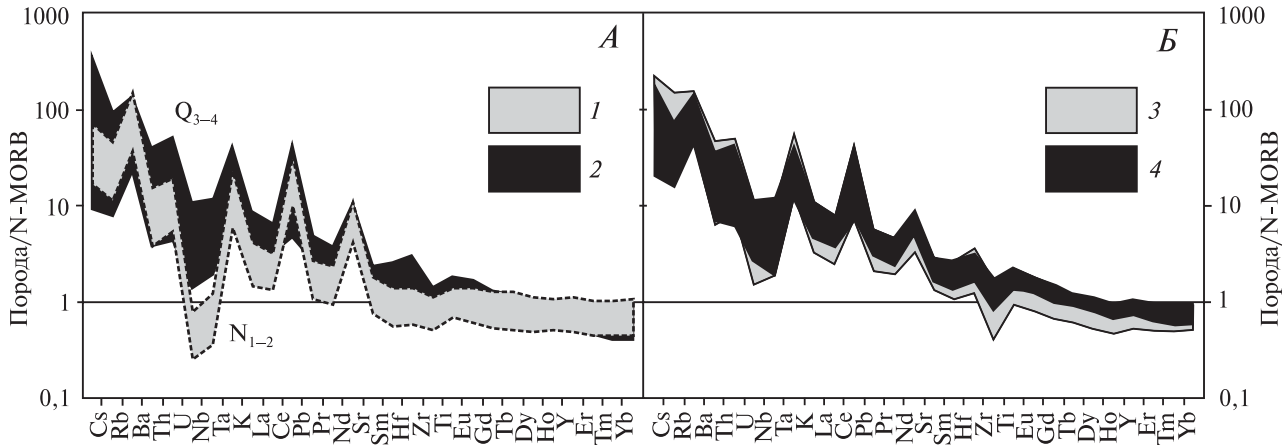 1000
100
10
1
0,1
Порода/N-MORB
А
Q3–4
N1–2
1
2
Cs Rb Ba Th U Nb Ta K La Ce Pb Pr Nd Sr Sm Hf Zr Ti Eu Gd Tb Dy Ho Y Er Tm Yb
Б
3
4
Cs Rb Ba Th U Nb Ta K La Ce Pb Pr Nd Sr Sm Hf Zr Ti Eu Gd Tb Dy Ho Y Er Tm Yb
1000
100
10
1
0,1
Порода/N-MORB